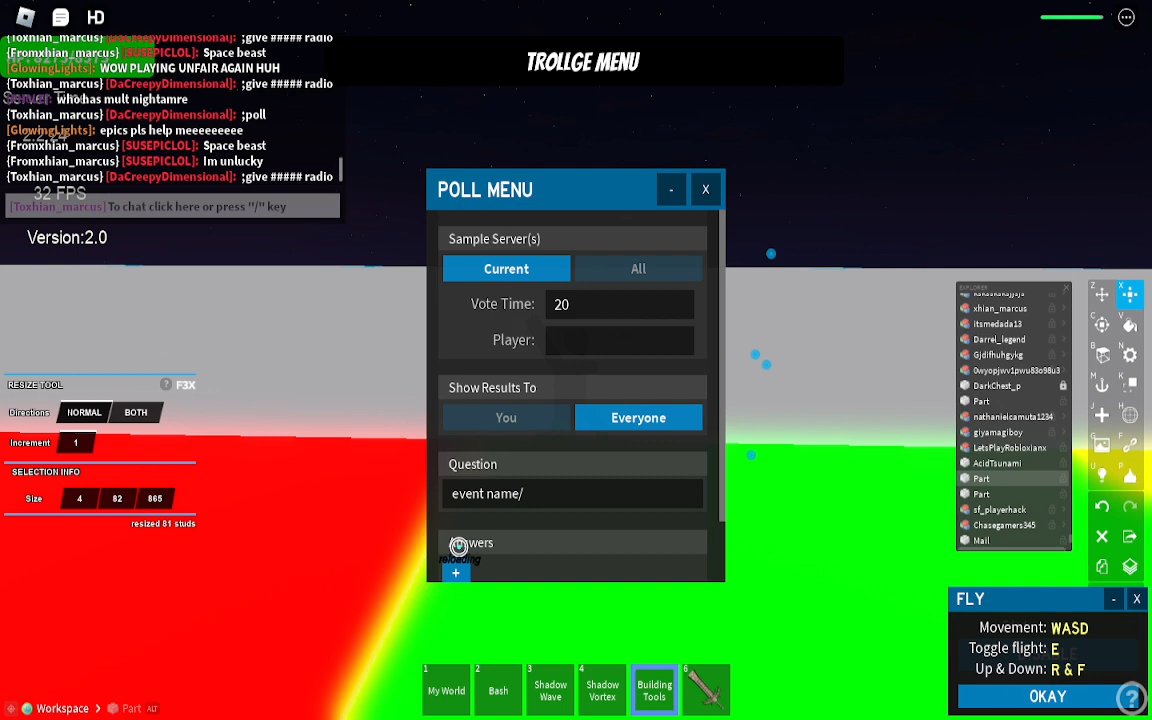 HD
{Toxhian_marcus} [DaCreepyDimensional]: ;give ##### radio
{Fromxhian_marcus} [SUSEPICLOL]: Space beast
[GlowingLights]: WOW PLAYING UNFAIR AGAIN HUH
{Toxhian_marcus} [DaCreepyDimensional]: ;give ##### radio
who has mult nightamre
{Toxhian_marcus} [DaCreepyDimensional]: ;poll
[GlowingLights]: epics pls help meeeeeeeee
{Fromxhian_marcus} [SUSEPICLOL]: Space beast
{Fromxhian_marcus} [SUSEPICLOL]: Im unlucky
{Toxhian_marcus} [DaCreepyDimensional]: ;give ##### radio
32 FPS
[Toxhian_marcus] To chat click here or press "/" key
Version:2.0
TROLLGE MENU
POLL MENU
- X
Sample Server(s)
Current All
Vote Time: 20
Player:
Show Results To
You Everyone
Question
event name/
Answers
reloading
+
RESIZE TOOL ? F3X
Directions NORMAL BOTH
Increment 1
SELECTION INFO
Size 4 82 865
resized 81 studs
EXPLORER
xhian_marcus
itsmedada13
Darrel_legend
Gjdifhuhgykg
0wyopjwv1pwu83o98u3
DarkChest_p
Part
nathanielcamuta1234
giyamagiboy
LetsPlayRobloxianx
AcidTsunami
Part
Part
sf_playerhack
Chasegamers345
Mall
Z X
C V
B N
M K
J H
G F
U P
FLY - X
Movement: WASD
Toggle flight: E
Up & Down: R & F
OKAY
?
1 My World
2 Bash
3 Shadow Wave
4 Shadow Vortex
Building Tools
6
Workspace > Part ALT